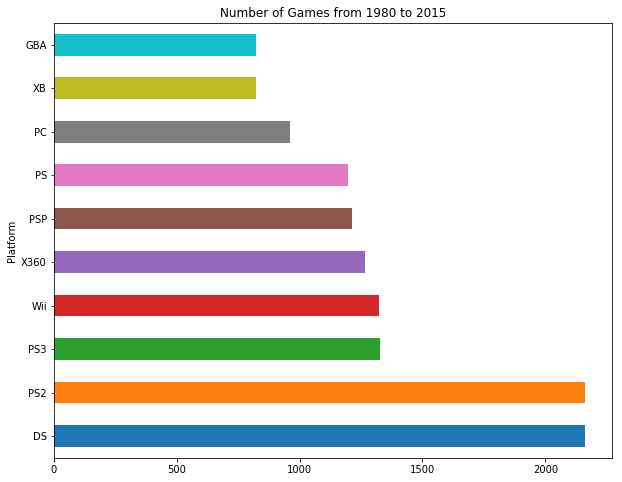 Number of Games from 1980 to 2015
GBA
XB
PC
PS
PSP
X360
Wii
PS3
PS2
DS
Platform
0 500 1000 1500 2000